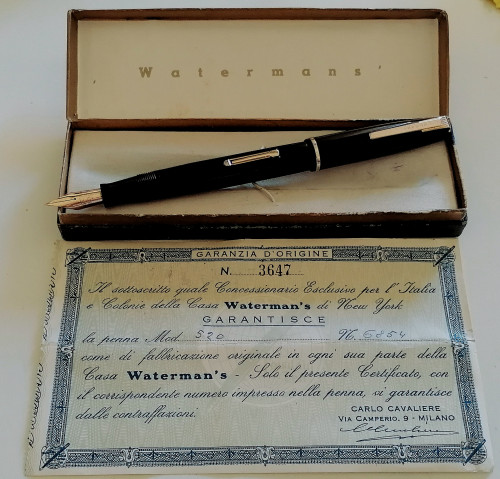 Watermans'
GARANZIA D'ORIGINE
N. 3647
Il sottoscritto quale Concessionario Esclusivo per l'Italia
e Colonie della Casa Waterman's di New York
GARANTISCE
la penna Mod. 520 N. 6854
come di fabbricazione originale in ogni sua parte della
Casa Waterman's - Solo il presente Certificato, con
il corrispondente numero impresso nella penna, vi garantisce
dalle contraffazioni.
CARLO CAVALIERE
VIA CAMPERIO, 9 - MILANO